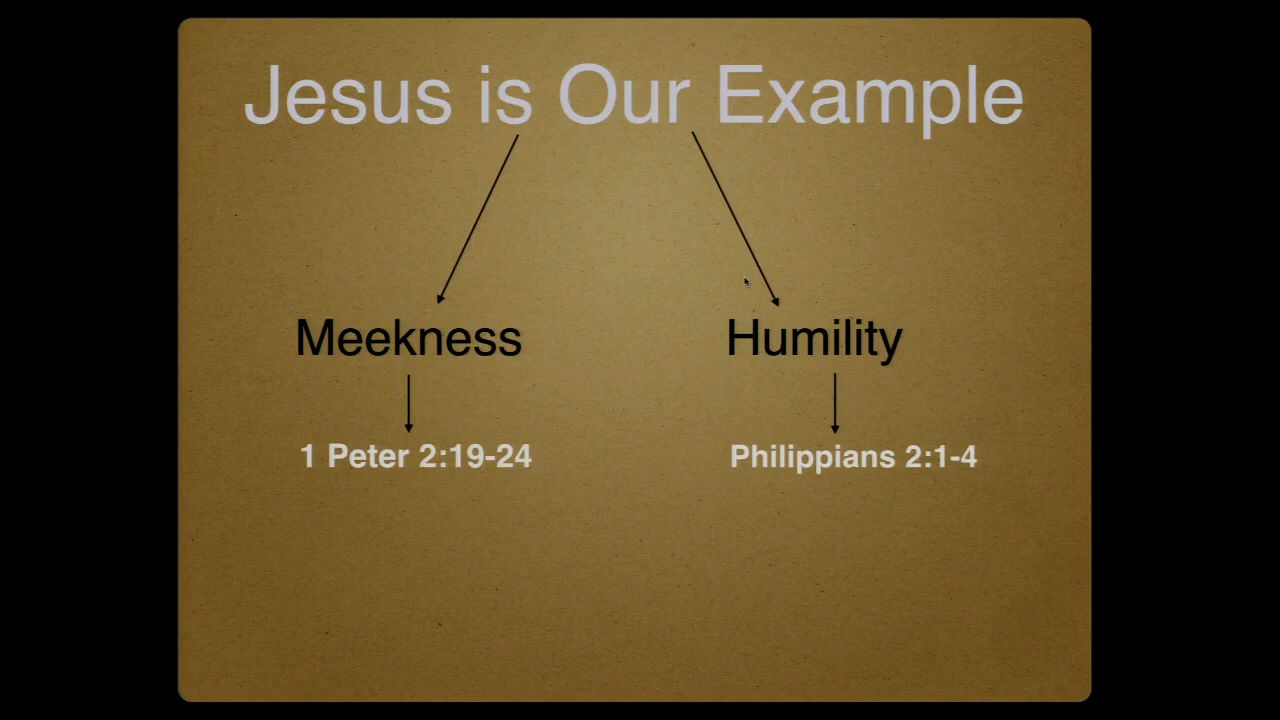 Jesus is Our Example
Meekness
Humility
1 Peter 2:19-24
Philippians 2:1-4